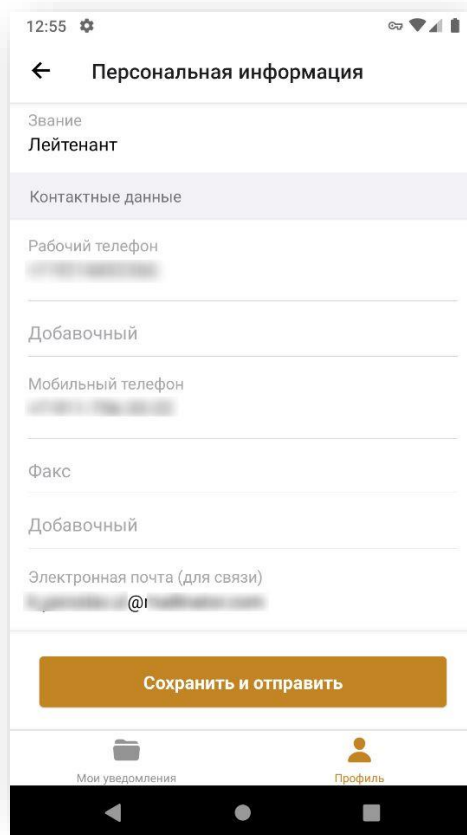 12:55
Персональная информация
Звание
Лейтенант
Контактные данные
Рабочий телефон
Добавочный
Мобильный телефон
Факс
Добавочный
Электронная почта (для связи)
@
Сохранить и отправить
Мои уведомления
Профиль